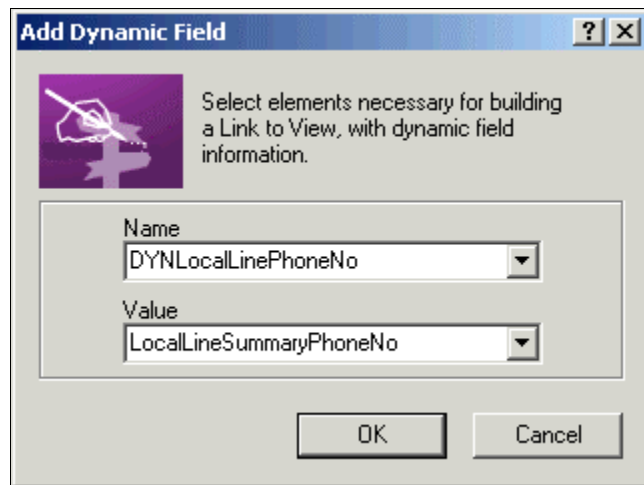 Add Dynamic Field
Select elements necessary for building
a Link to View, with dynamic field
information.
Name
DYNLocalLinePhoneNo
Value
LocalLineSummaryPhoneNo
OK
Cancel